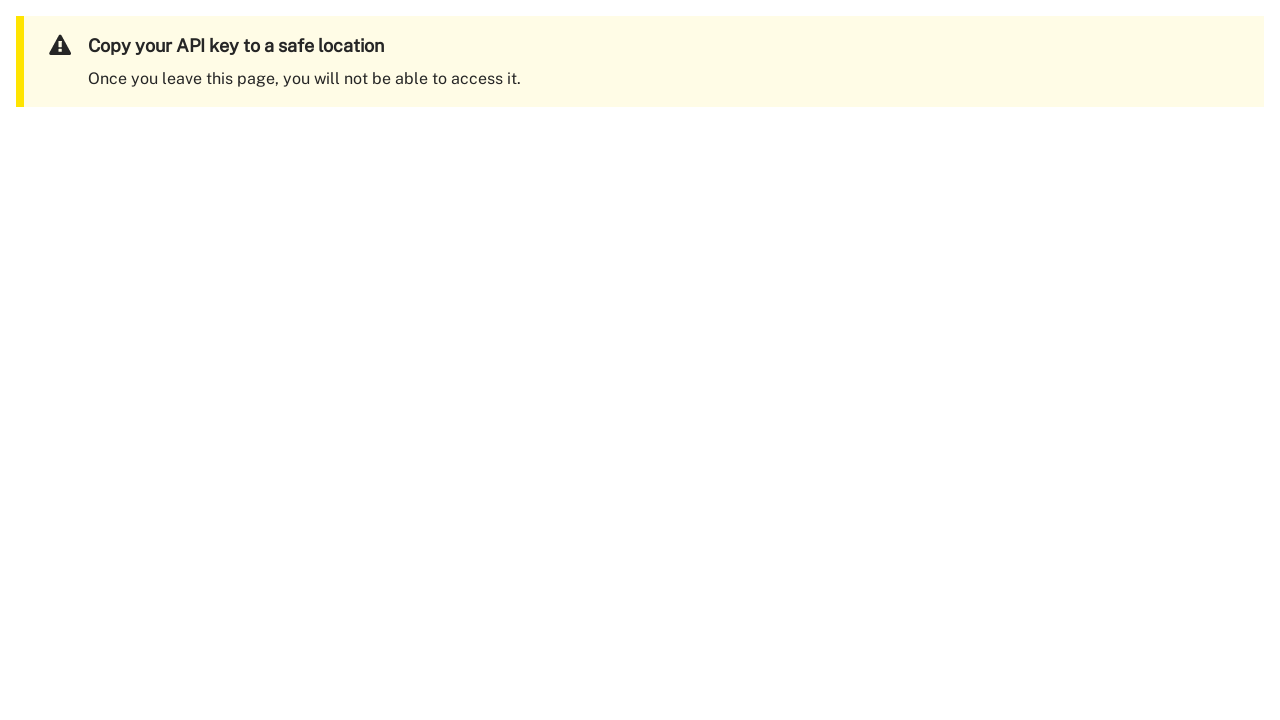 Copy your API key to a safe location
Once you leave this page, you will not be able to access it.